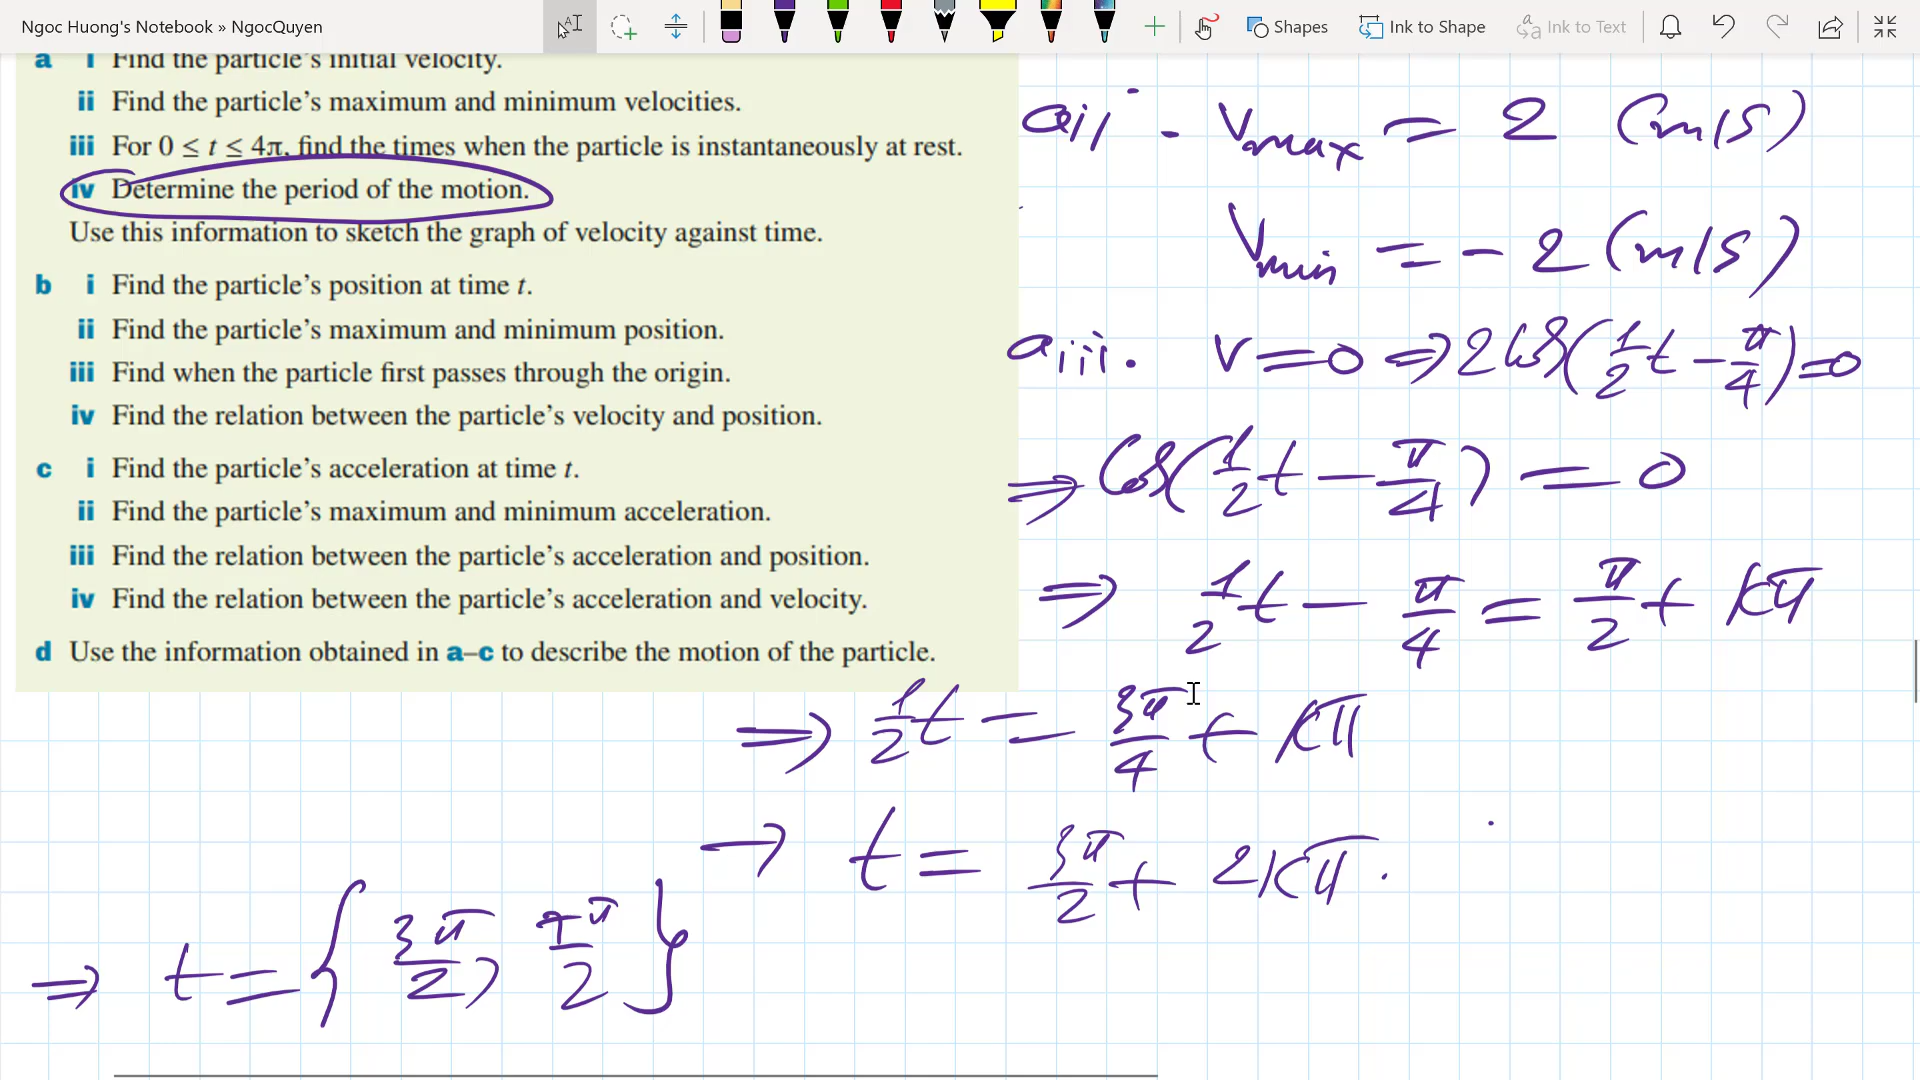 Ngoc Huong's Notebook » NgocQuyen
Shapes
Ink to Shape
Ink to Text
a i Find the particle's initial velocity.
ii Find the particle's maximum and minimum velocities.
iii For 0 ≤ t ≤ 4π, find the times when the particle is instantaneously at rest.
iv Determine the period of the motion.
Use this information to sketch the graph of velocity against time.
b i Find the particle's position at time t.
ii Find the particle's maximum and minimum position.
iii Find when the particle first passes through the origin.
iv Find the relation between the particle's velocity and position.
c i Find the particle's acceleration at time t.
ii Find the particle's maximum and minimum acceleration.
iii Find the relation between the particle's acceleration and position.
iv Find the relation between the particle's acceleration and velocity.
d Use the information obtained in a–c to describe the motion of the particle.
aii. Vmax = 2 (m/s)
Vmin = -2 (m/s)
aiii. v=0 => 2cos(1/2 t - π/4)=0
=> cos(1/2 t - π/4) = 0
=> 1/2 t - π/4 = π/2 + kπ
=> 1/2 t = 3π/4 + kπ
→ t = 3π/2 + 2kπ.
=> t = {3π/2, 7π/2}